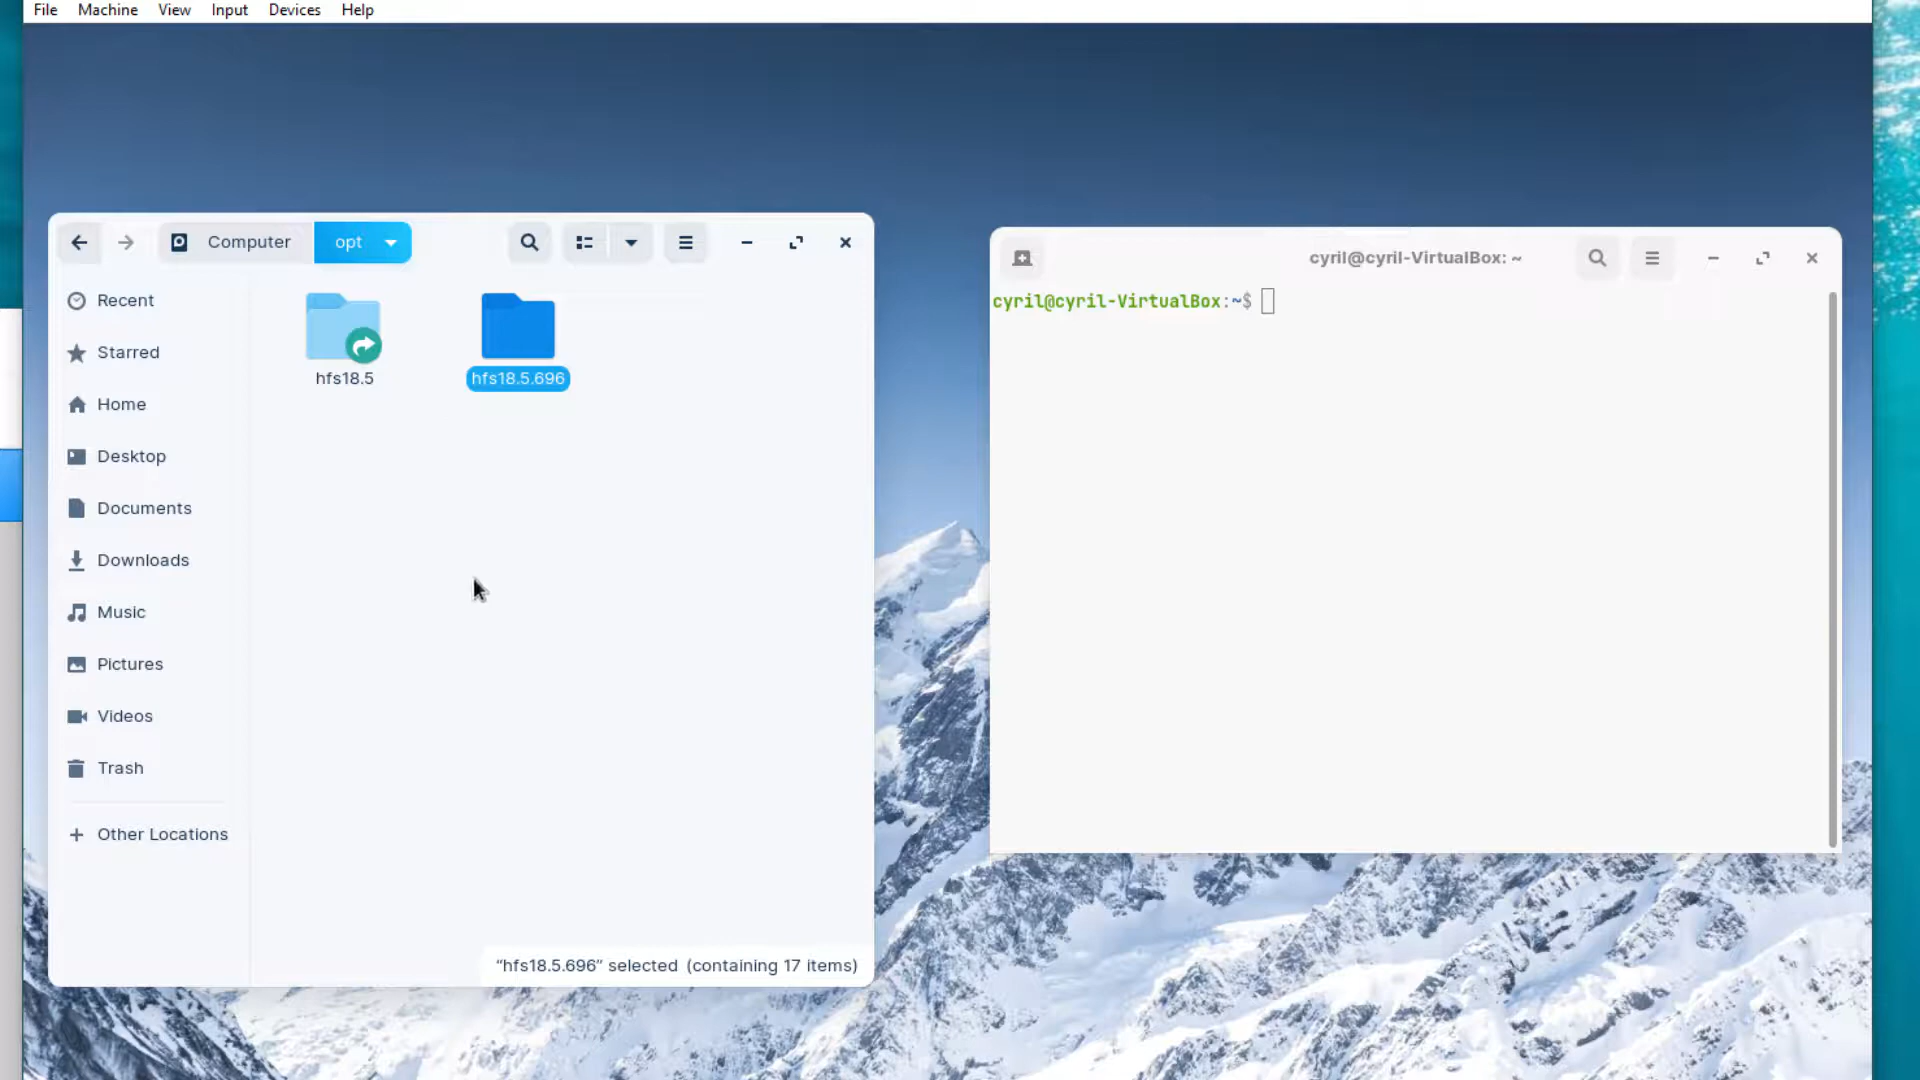 File Machine View Input Devices Help
Computer opt
Recent
Starred
Home
Desktop
Documents
Downloads
Music
Pictures
Videos
Trash
Other Locations
hfs18.5 hfs18.5.696
“hfs18.5.696” selected (containing 17 items)
cyril@cyril-VirtualBox: ~
cyril@cyril-VirtualBox:~$